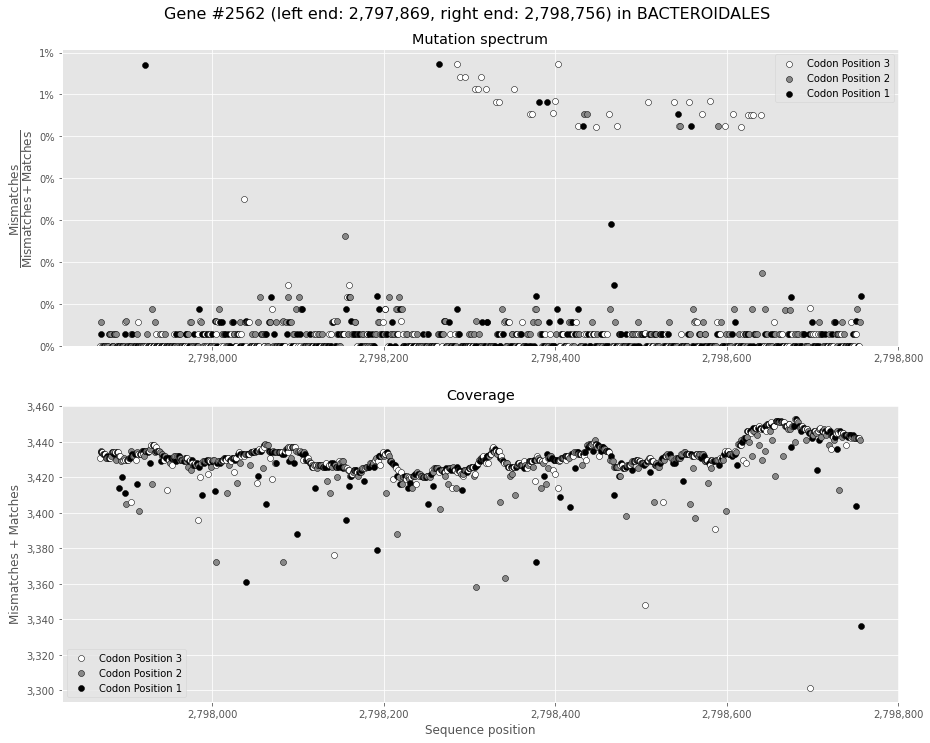 Gene #2562 (left end: 2,797,869, right end: 2,798,756) in BACTEROIDALES
Mutation spectrum
Codon Position 3
Codon Position 2
Codon Position 1
1%
1%
0%
0%
0%
0%
0%
0%
Mismatches
Mismatches + Matches
2,798,000
2,798,200
2,798,400
2,798,600
2,798,800
Coverage
3,460
3,440
3,420
3,400
3,380
3,360
3,340
3,320
3,300
Mismatches + Matches
Codon Position 3
Codon Position 2
Codon Position 1
2,798,000
2,798,200
2,798,400
2,798,600
2,798,800
Sequence position